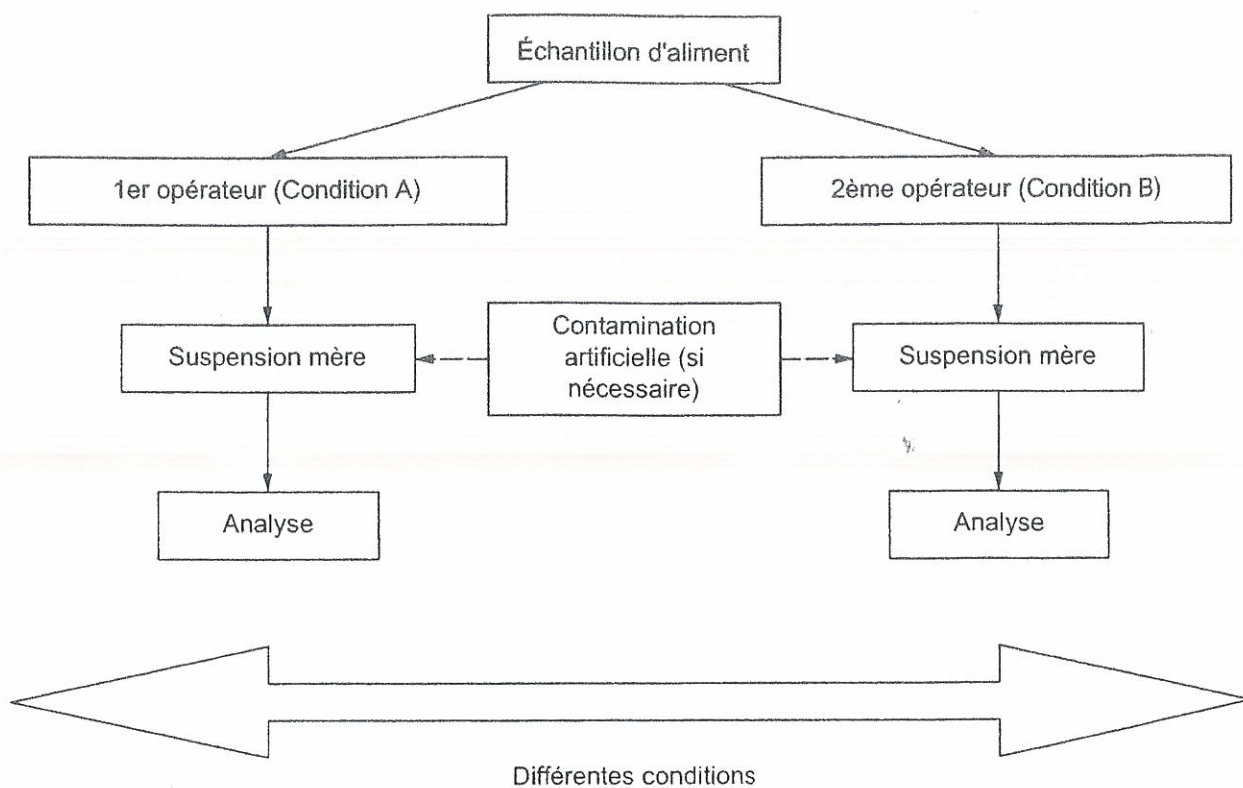 Échantillon d'aliment
1er opérateur (Condition A)
2ème opérateur (Condition B)
Contamination
artificielle (si
nécessaire)
Suspension mère
Suspension mère
Analyse
Analyse
Différentes conditions